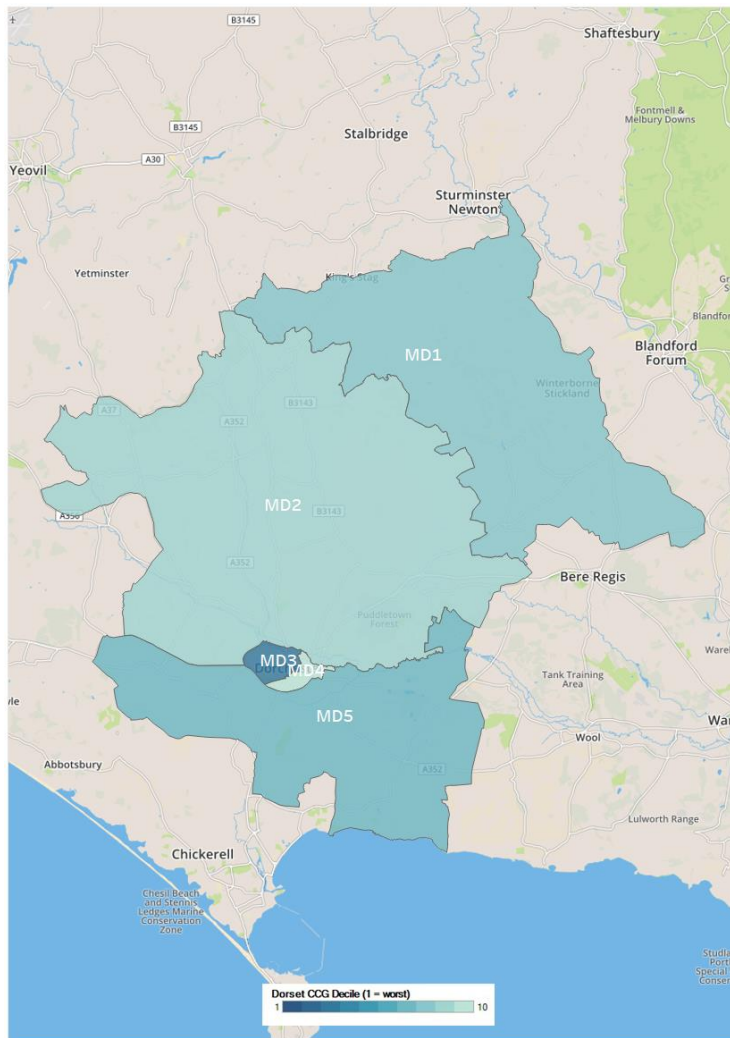 +
B3145
Shaftesbury
Fontmell &
Melbury Downs
B3145
Stalbridge
A30
Yeovil
Sturminster
Newton
Yetminster
King's Stag
Blandford
Forum
MD1
Winterborne
Stickland
A37
A352
B3143
MD2
B3143
A356
A352
Bere Regis
Puddletown
Forest
MD3
MD4
Tank Training
Area
MD5
Wool
Abbotsbury
A352
Lulworth Range
Chickerell
Chesil Beach
and Stennis
Ledges Marine
Conservation
Zone
Dorset CCG Decile (1 = worst)
1
10